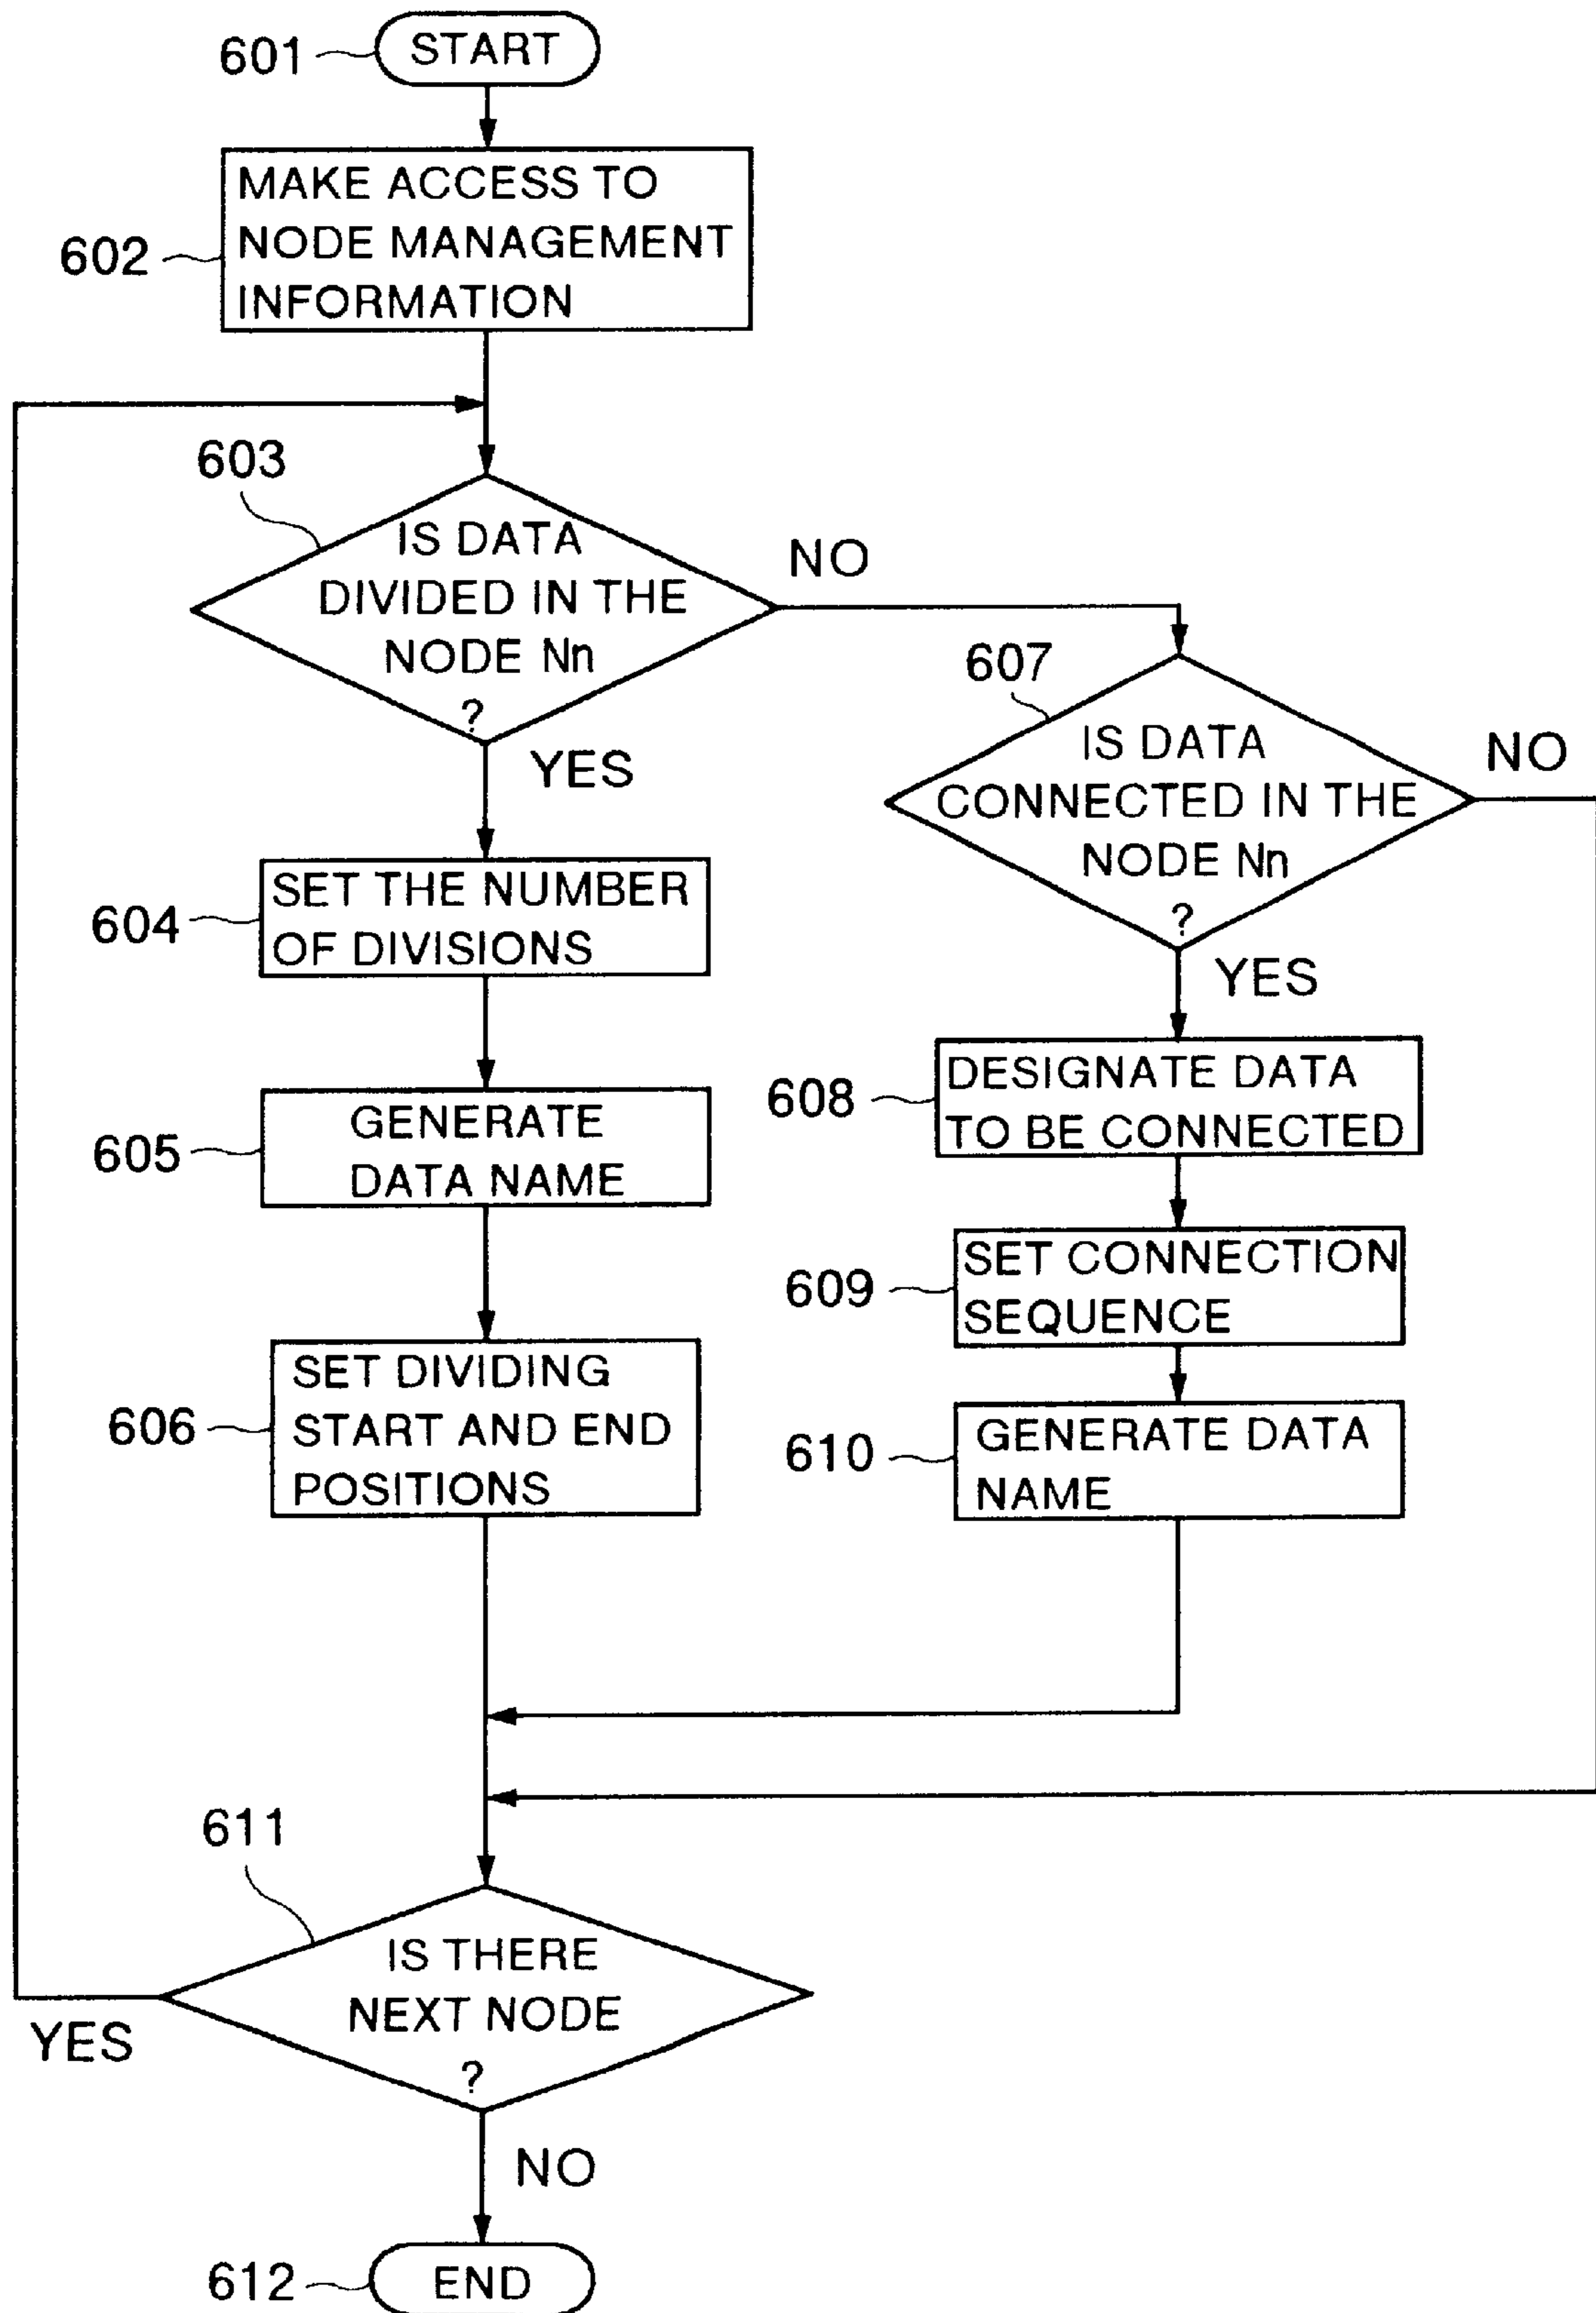 601
START
602
MAKE ACCESS TO
NODE MANAGEMENT
INFORMATION
603
IS DATA
DIVIDED IN THE
NODE Nn
?
NO
YES
604
SET THE NUMBER
OF DIVISIONS
605
GENERATE
DATA NAME
606
SET DIVIDING
START AND END
POSITIONS
607
IS DATA
CONNECTED IN THE
NODE Nn
?
NO
YES
608
DESIGNATE DATA
TO BE CONNECTED
609
SET CONNECTION
SEQUENCE
610
GENERATE DATA
NAME
611
IS THERE
NEXT NODE
?
YES
NO
612
END